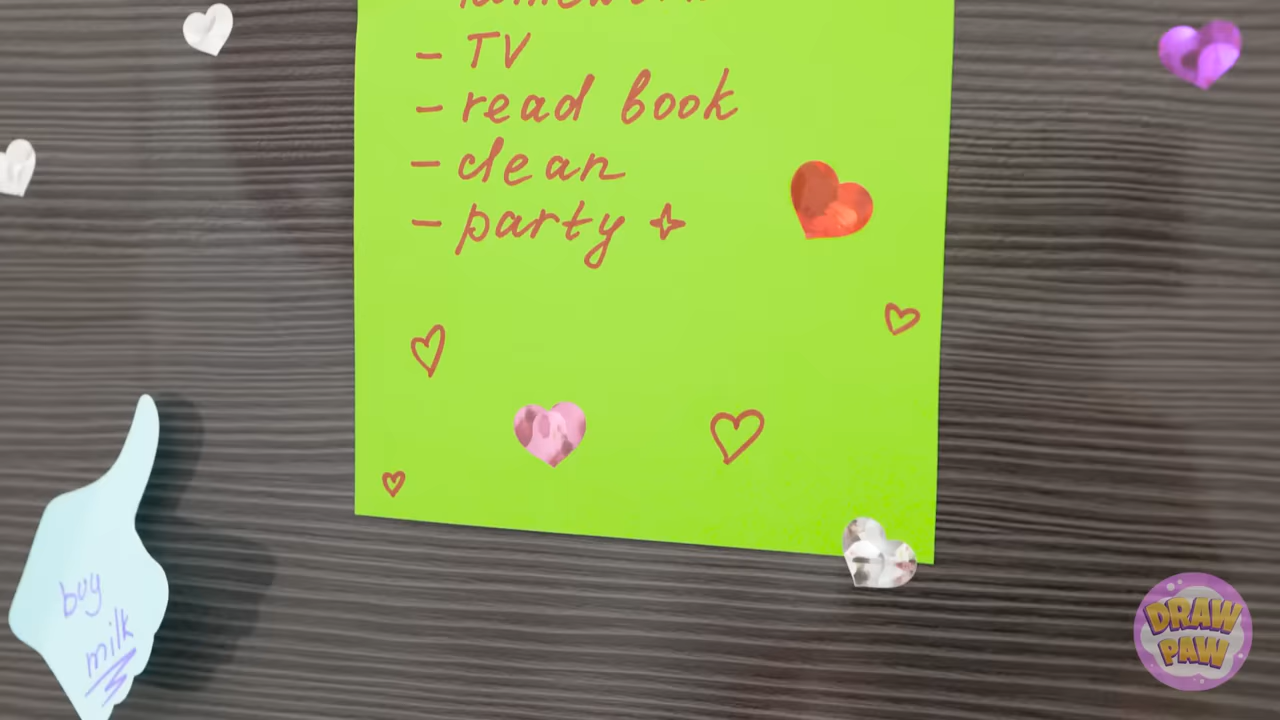 - TV
- read book
- clean
- party
buy
milk
DRAW
PAW